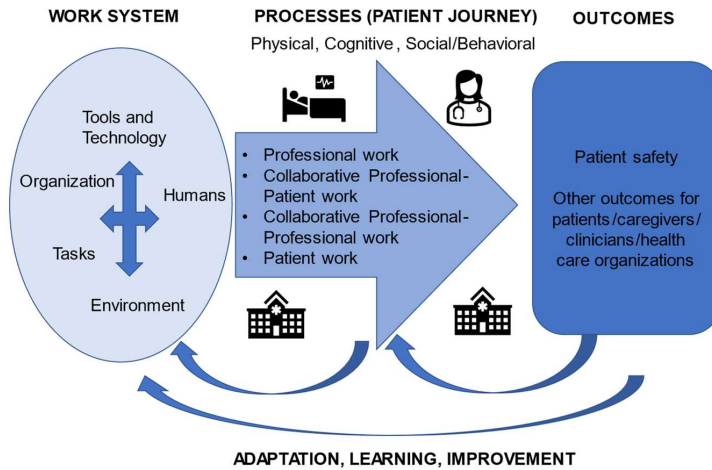 WORK SYSTEM
PROCESSES (PATIENT JOURNEY)
OUTCOMES
Physical, Cognitive , Social/Behavioral
Tools and
Technology
Organization
Humans
Tasks
Environment
• Professional work
• Collaborative Professional-
Patient work
• Collaborative Professional-
Professional work
• Patient work
Patient safety
Other outcomes for
patients/caregivers/
clinicians/health
care organizations
ADAPTATION, LEARNING, IMPROVEMENT